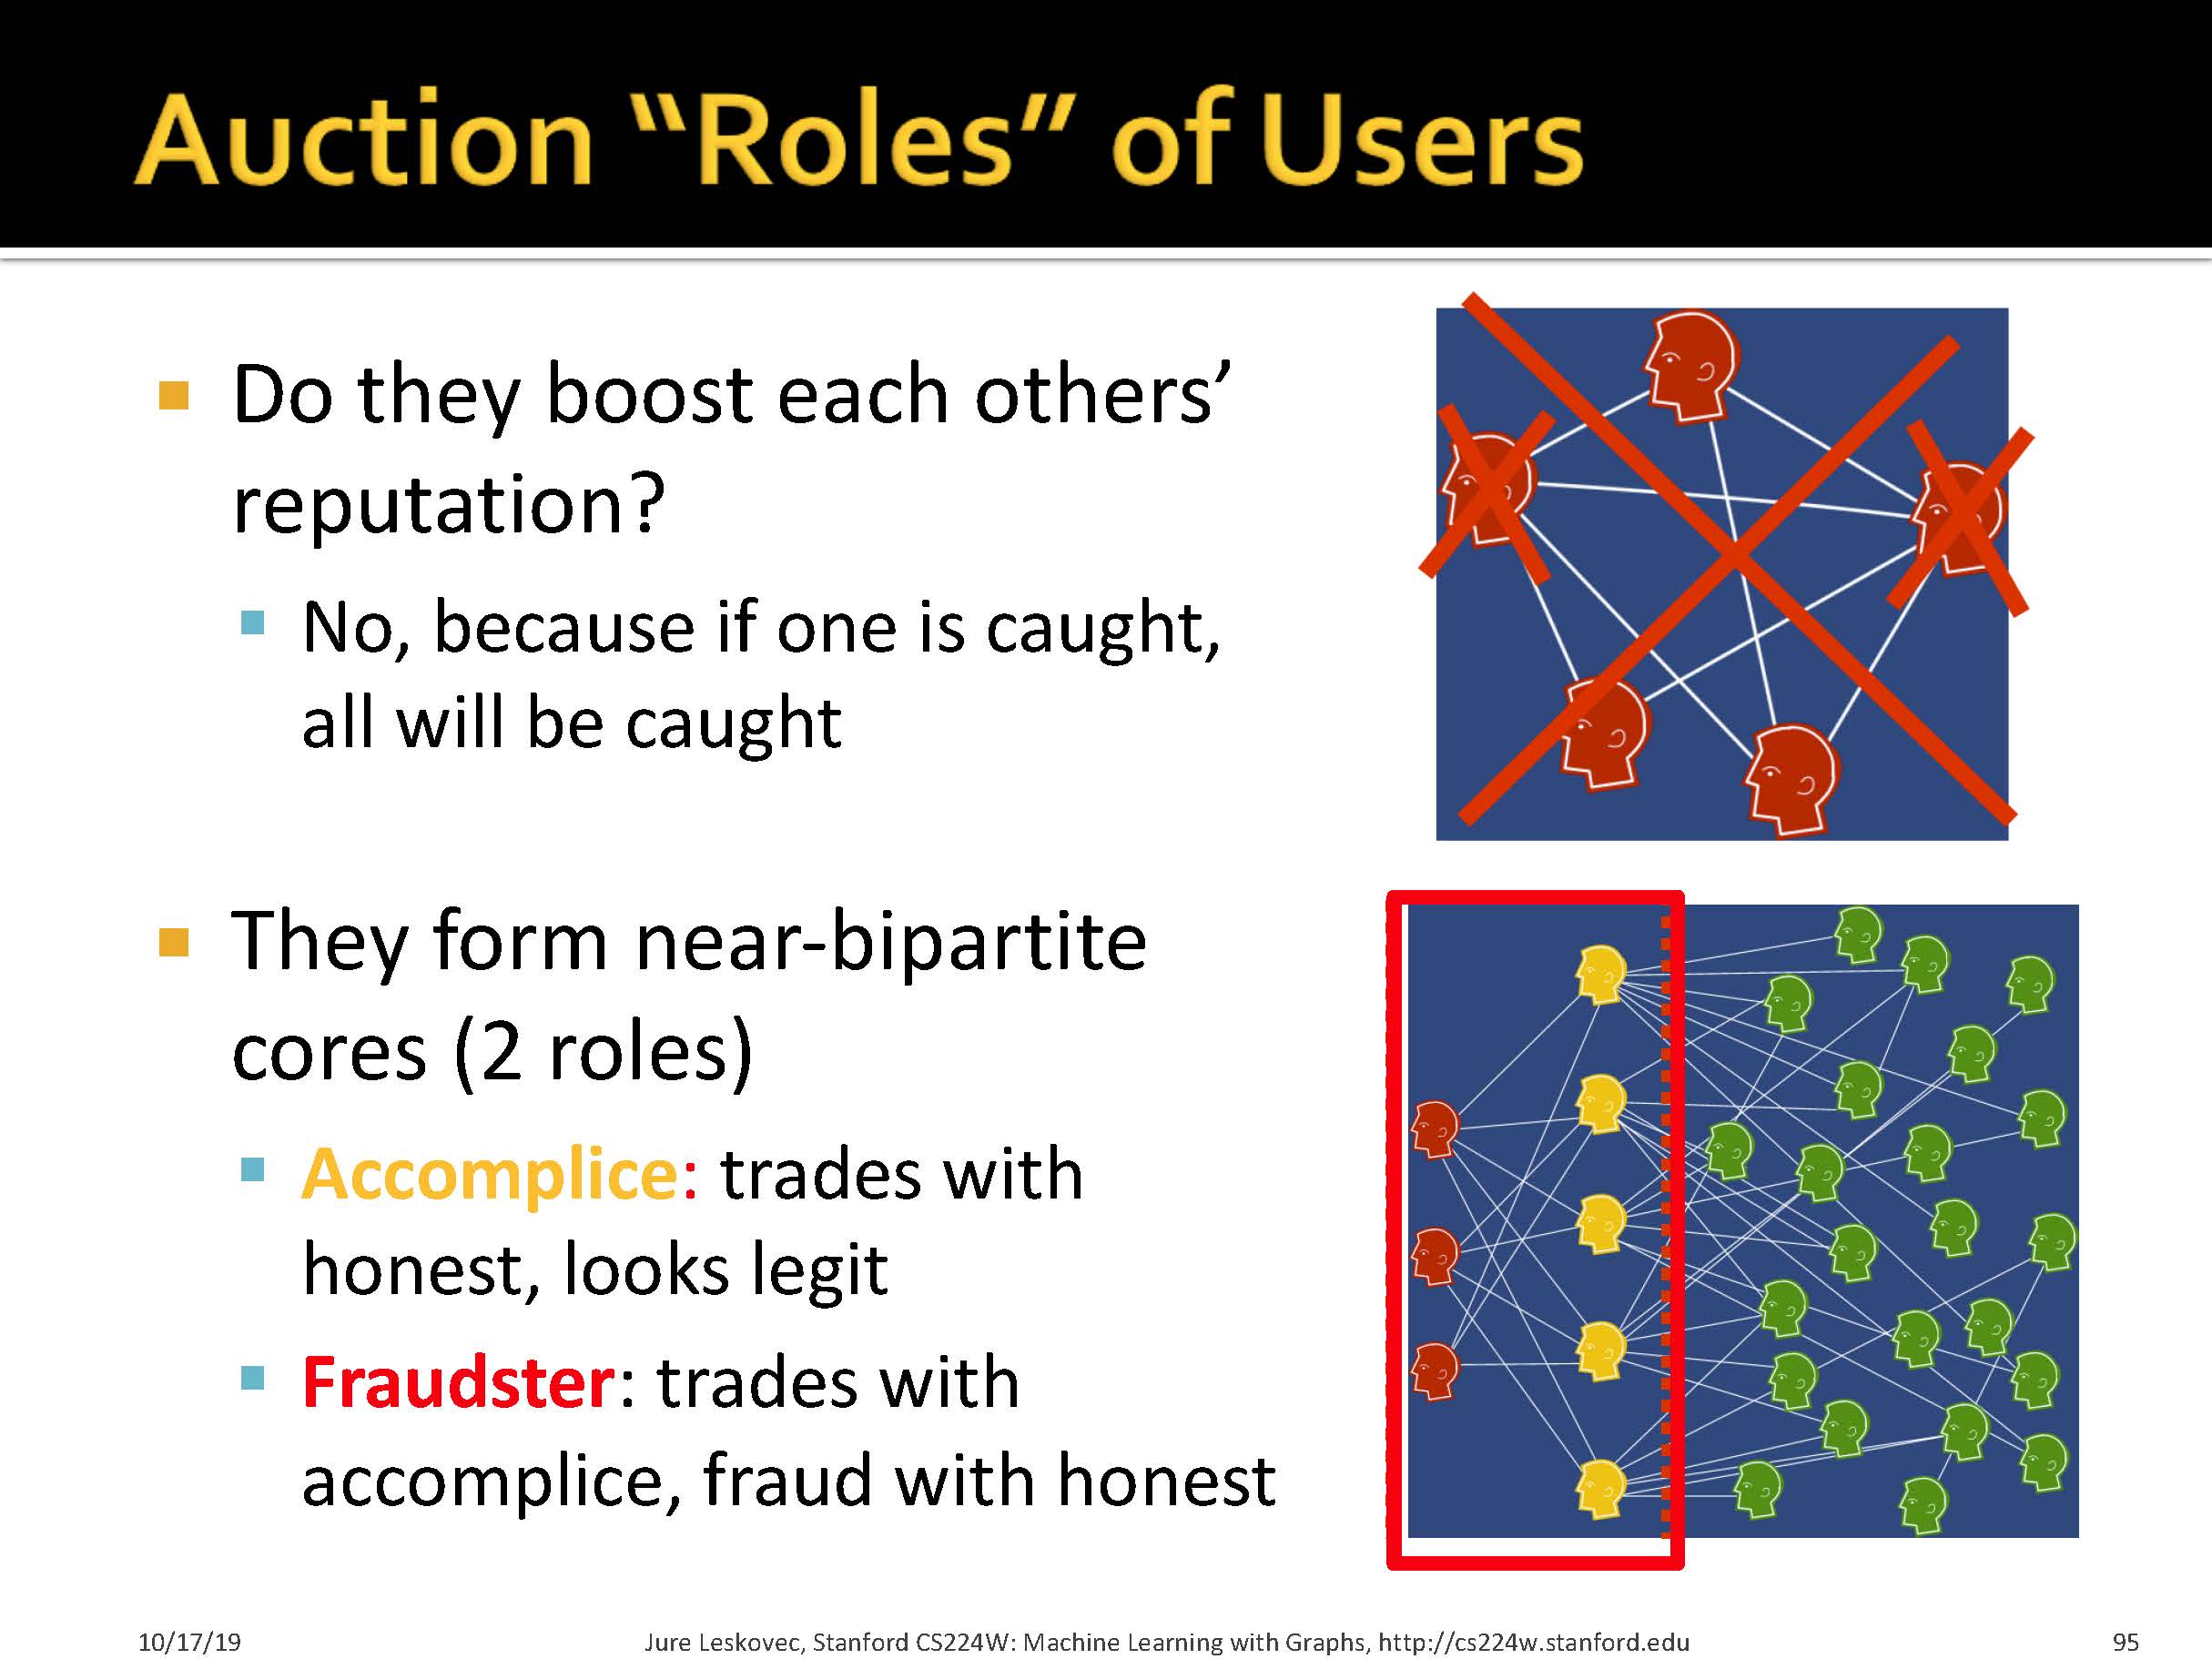 Auction “Roles” of Users
Do they boost each others’
reputation?
No, because if one is caught,
all will be caught
They form near-bipartite
cores (2 roles)
Accomplice: trades with
honest, looks legit
Fraudster: trades with
accomplice, fraud with honest
10/17/19
Jure Leskovec, Stanford CS224W: Machine Learning with Graphs, http://cs224w.stanford.edu
95